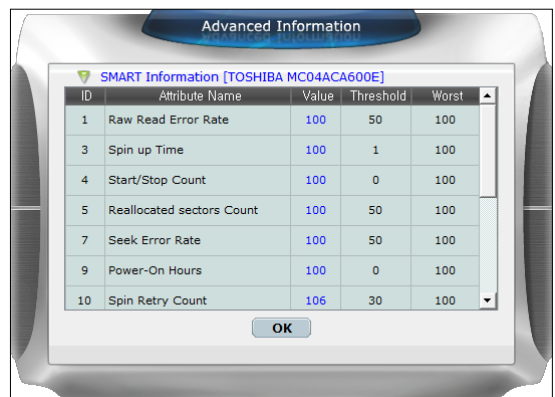 Advanced Information
SMART Information [TOSHIBA MC04ACA600E]
ID Attribute Name Value Threshold Worst
1 Raw Read Error Rate 100 50 100
3 Spin up Time 100 1 100
4 Start/Stop Count 100 0 100
5 Reallocated sectors Count 100 50 100
7 Seek Error Rate 100 50 100
9 Power-On Hours 100 0 100
10 Spin Retry Count 106 30 100
OK